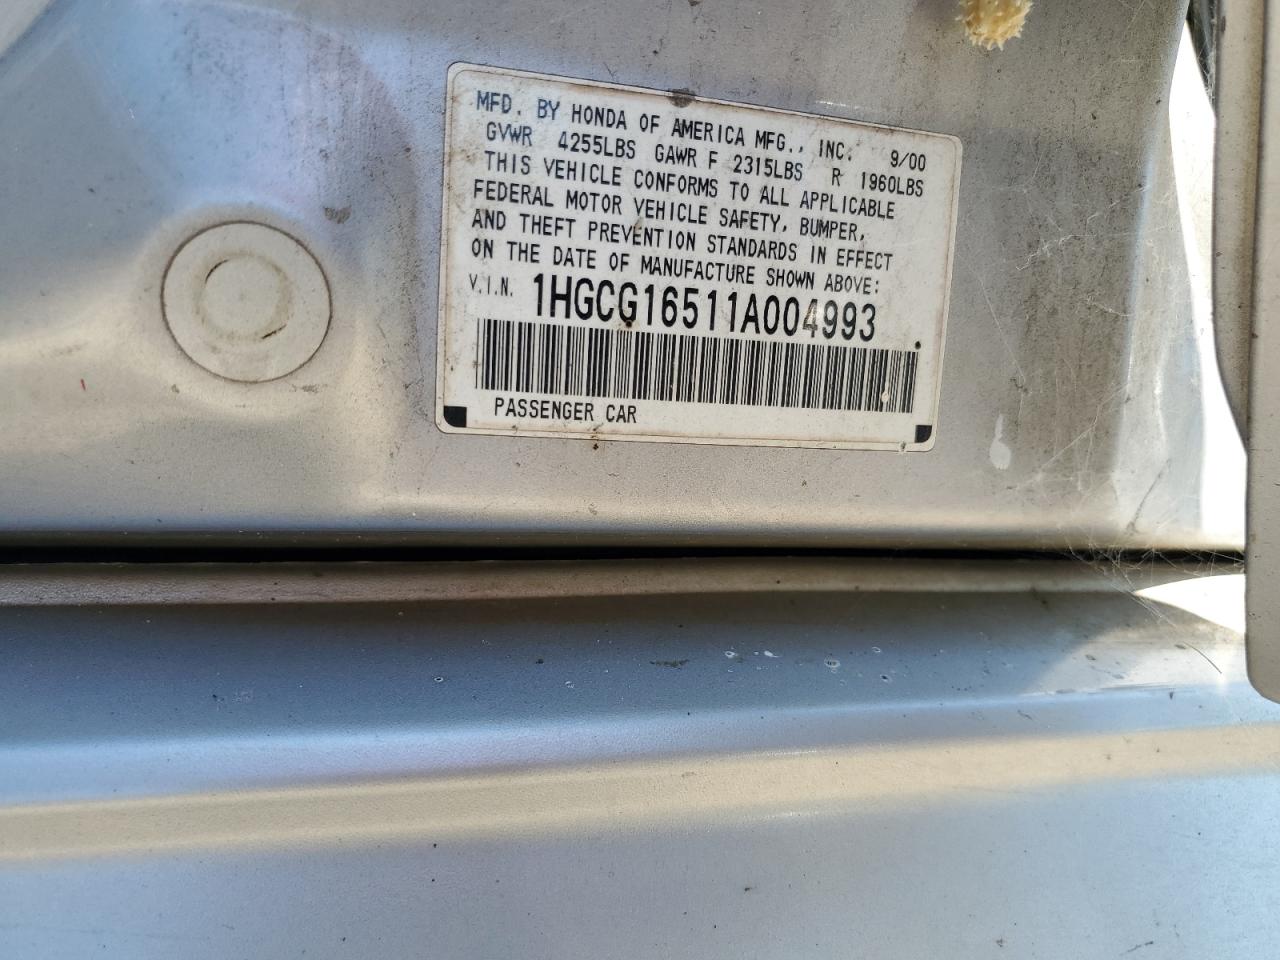 MFD. BY HONDA OF AMERICA MFG., INC. 9/00
GVWR 4255LBS GAWR F 2315LBS R 1960LBS
THIS VEHICLE CONFORMS TO ALL APPLICABLE
FEDERAL MOTOR VEHICLE SAFETY, BUMPER,
AND THEFT PREVENTION STANDARDS IN EFFECT
ON THE DATE OF MANUFACTURE SHOWN ABOVE:
V.I.N. 1HGCG16511A004993
PASSENGER CAR